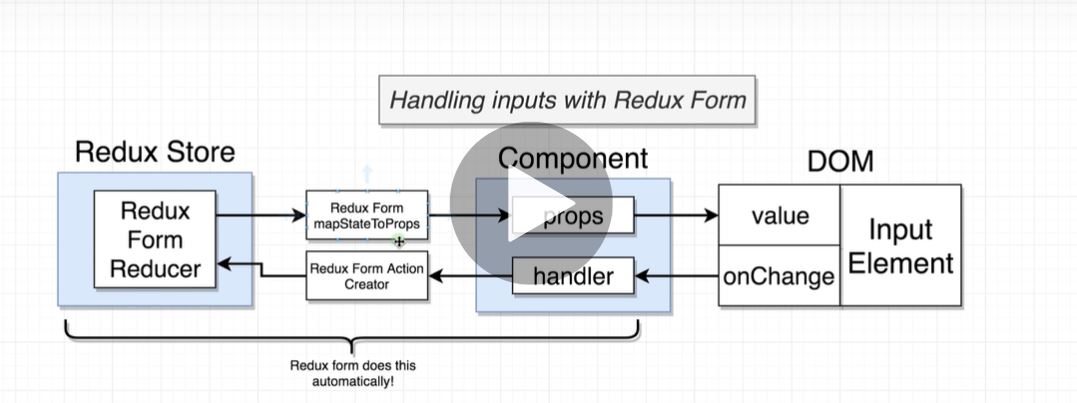 Handling inputs with Redux Form
Redux Store
Component
DOM
Redux
Form
Reducer
Redux Form
mapStateToProps
props
value
Input
Element
Redux Form Action
Creator
handler
onChange
Redux form does this
automatically!